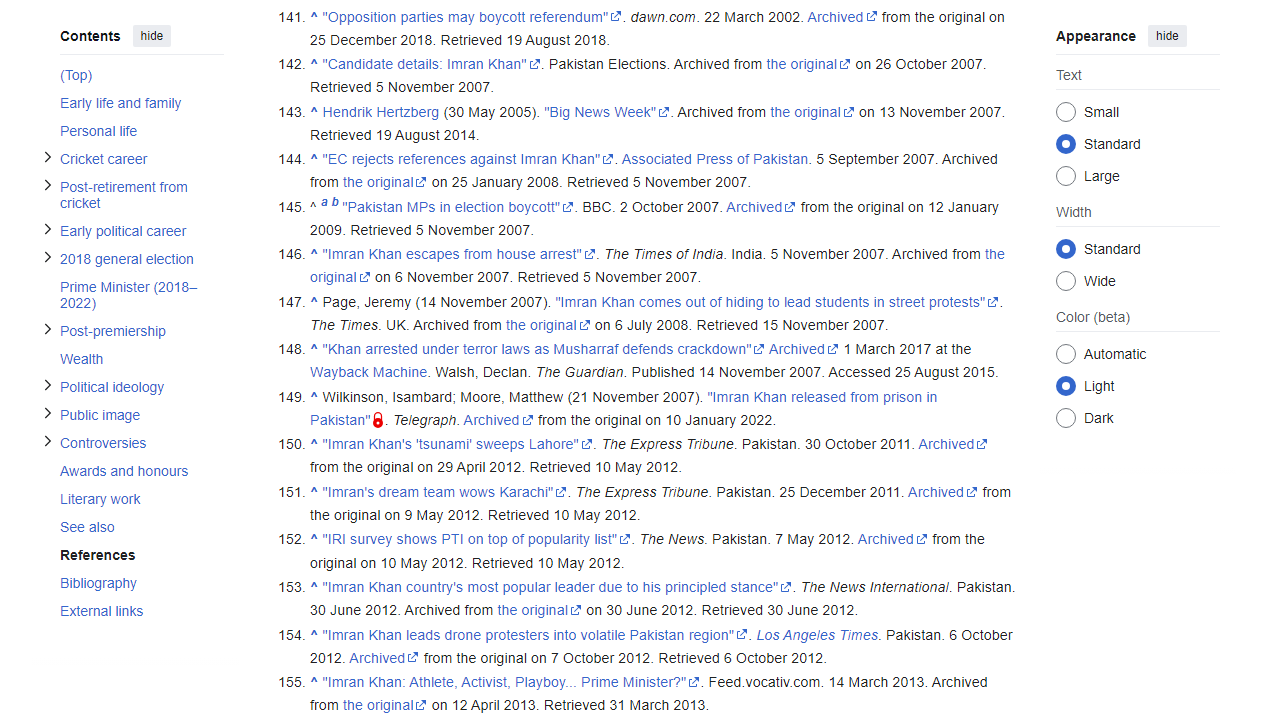 Contents hide
(Top)
Early life and family
Personal life
Cricket career
Post-retirement from
cricket
Early political career
2018 general election
Prime Minister (2018–
2022)
Post-premiership
Wealth
Political ideology
Public image
Controversies
Awards and honours
Literary work
See also
References
Bibliography
External links
141. ^ "Opposition parties may boycott referendum". dawn.com. 22 March 2002. Archived from the original on
25 December 2018. Retrieved 19 August 2018.
142. ^ "Candidate details: Imran Khan". Pakistan Elections. Archived from the original on 26 October 2007.
Retrieved 5 November 2007.
143. ^ Hendrik Hertzberg (30 May 2005). "Big News Week". Archived from the original on 13 November 2007.
Retrieved 19 August 2014.
144. ^ "EC rejects references against Imran Khan". Associated Press of Pakistan. 5 September 2007. Archived
from the original on 25 January 2008. Retrieved 5 November 2007.
145. ^ a b "Pakistan MPs in election boycott". BBC. 2 October 2007. Archived from the original on 12 January
2009. Retrieved 5 November 2007.
146. ^ "Imran Khan escapes from house arrest". The Times of India. India. 5 November 2007. Archived from the
original on 6 November 2007. Retrieved 5 November 2007.
147. ^ Page, Jeremy (14 November 2007). "Imran Khan comes out of hiding to lead students in street protests".
The Times. UK. Archived from the original on 6 July 2008. Retrieved 15 November 2007.
148. ^ "Khan arrested under terror laws as Musharraf defends crackdown" Archived 1 March 2017 at the
Wayback Machine. Walsh, Declan. The Guardian. Published 14 November 2007. Accessed 25 August 2015.
149. ^ Wilkinson, Isambard; Moore, Matthew (21 November 2007). "Imran Khan released from prison in
Pakistan". Telegraph. Archived from the original on 10 January 2022.
150. ^ "Imran Khan's 'tsunami' sweeps Lahore". The Express Tribune. Pakistan. 30 October 2011. Archived
from the original on 29 April 2012. Retrieved 10 May 2012.
151. ^ "Imran's dream team wows Karachi". The Express Tribune. Pakistan. 25 December 2011. Archived from
the original on 9 May 2012. Retrieved 10 May 2012.
152. ^ "IRI survey shows PTI on top of popularity list". The News. Pakistan. 7 May 2012. Archived from the
original on 10 May 2012. Retrieved 10 May 2012.
153. ^ "Imran Khan country's most popular leader due to his principled stance". The News International. Pakistan.
30 June 2012. Archived from the original on 30 June 2012. Retrieved 30 June 2012.
154. ^ "Imran Khan leads drone protesters into volatile Pakistan region". Los Angeles Times. Pakistan. 6 October
2012. Archived from the original on 7 October 2012. Retrieved 6 October 2012.
155. ^ "Imran Khan: Athlete, Activist, Playboy... Prime Minister?". Feed.vocativ.com. 14 March 2013. Archived
from the original on 12 April 2013. Retrieved 31 March 2013.
Appearance hide
Text
Small
Standard
Large
Width
Standard
Wide
Color (beta)
Automatic
Light
Dark